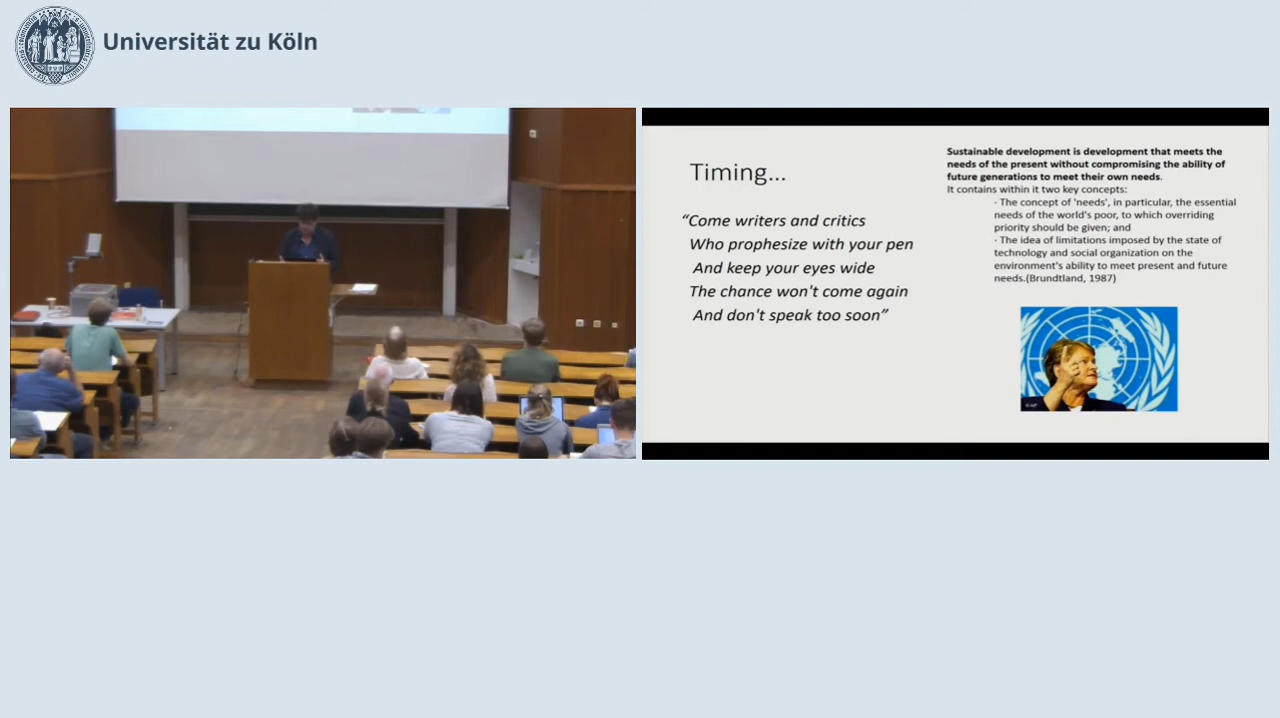 Universität zu Köln
Timing...
“Come writers and critics
Who prophesize with your pen
And keep your eyes wide
The chance won't come again
And don't speak too soon”
Sustainable development is development that meets the
needs of the present without compromising the ability of
future generations to meet their own needs.
It contains within it two key concepts:
· The concept of 'needs', in particular, the essential
needs of the world's poor, to which overriding
priority should be given; and
· The idea of limitations imposed by the state of
technology and social organization on the
environment's ability to meet present and future
needs.(Brundtland, 1987)